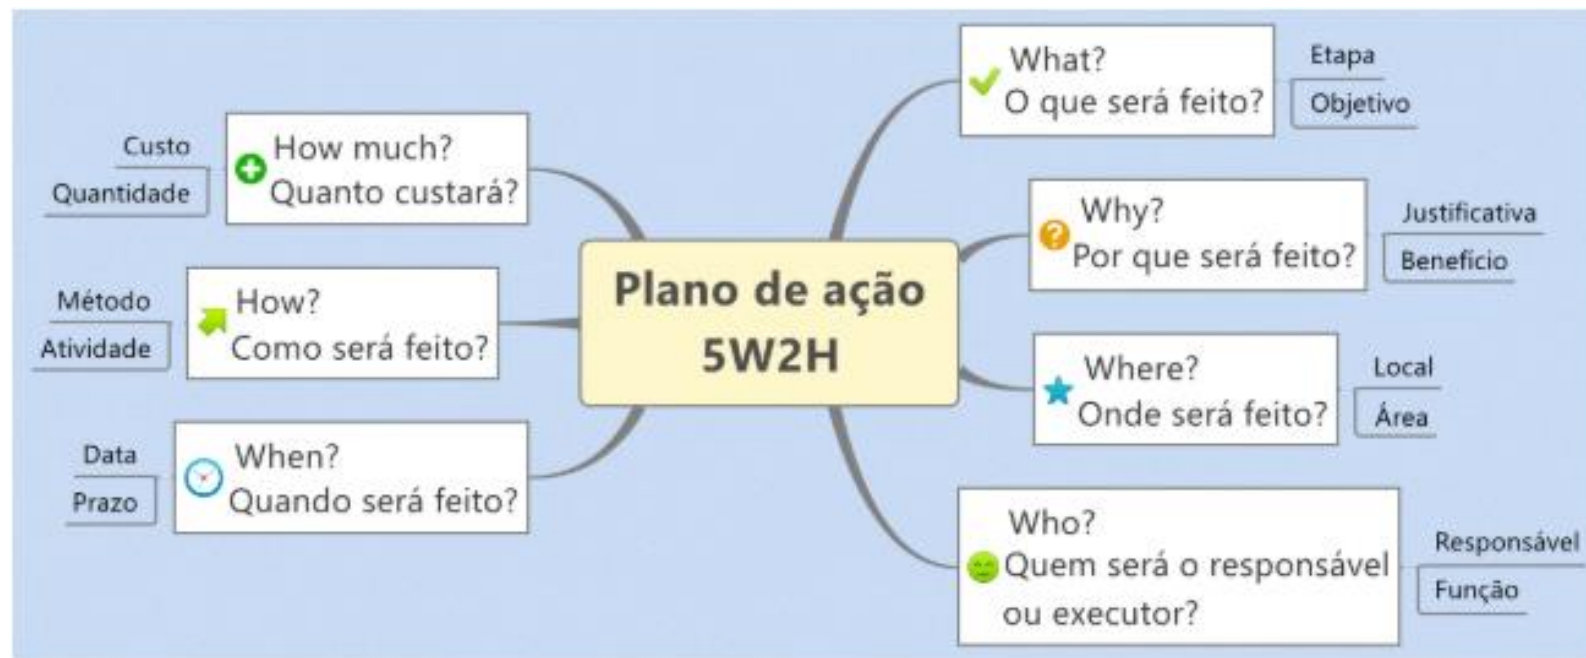 Plano de ação
5W2H
What?
O que será feito?
Etapa
Objetivo
Why?
Por que será feito?
Justificativa
Benefício
Where?
Onde será feito?
Local
Área
Who?
Quem será o responsável
ou executor?
Responsável
Função
When?
Quando será feito?
Data
Prazo
How?
Como será feito?
Método
Atividade
How much?
Quanto custará?
Custo
Quantidade